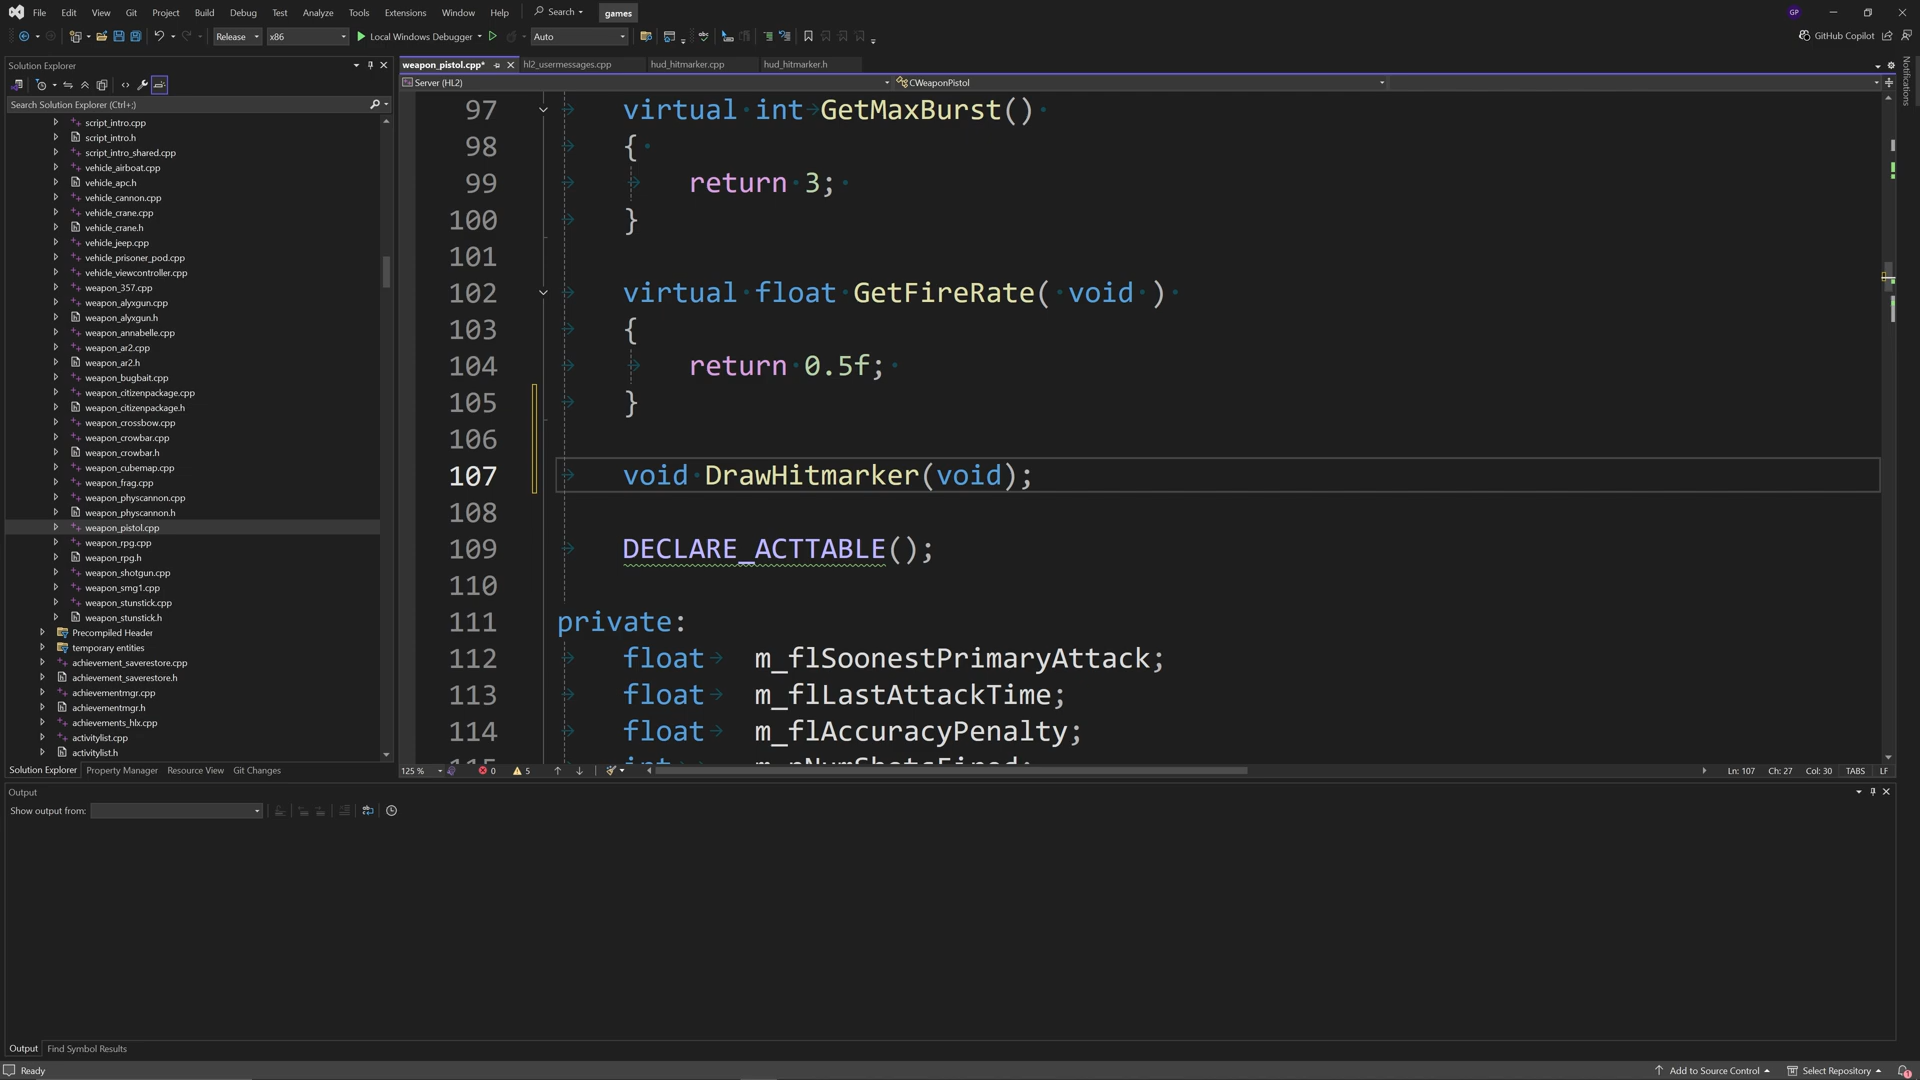 File Edit View Git Project Build Debug Test Analyze Tools Extensions Window Help Search games GP
Release x86 Local Windows Debugger Auto GitHub Copilot
Solution Explorer
Search Solution Explorer (Ctrl+;)
script_intro.cpp
script_intro.h
script_intro_shared.cpp
vehicle_airboat.cpp
vehicle_apc.h
vehicle_cannon.cpp
vehicle_crane.cpp
vehicle_crane.h
vehicle_jeep.cpp
vehicle_prisoner_pod.cpp
vehicle_viewcontroller.cpp
weapon_357.cpp
weapon_alyxgun.cpp
weapon_alyxgun.h
weapon_annabelle.cpp
weapon_ar2.cpp
weapon_ar2.h
weapon_bugbait.cpp
weapon_citizenpackage.cpp
weapon_citizenpackage.h
weapon_crossbow.cpp
weapon_crowbar.cpp
weapon_crowbar.h
weapon_cubemap.cpp
weapon_frag.cpp
weapon_physcannon.cpp
weapon_physcannon.h
weapon_pistol.cpp
weapon_rpg.cpp
weapon_rpg.h
weapon_shotgun.cpp
weapon_smg1.cpp
weapon_stunstick.cpp
weapon_stunstick.h
Precompiled Header
temporary entities
achievement_saverestore.cpp
achievement_saverestore.h
achievementmgr.cpp
achievementmgr.h
achievements_hlx.cpp
activitylist.cpp
activitylist.h
Solution Explorer Property Manager Resource View Git Changes
weapon_pistol.cpp* hl2_usermessages.cpp hud_hitmarker.cpp hud_hitmarker.h
Server (HL2) CWeaponPistol
97 virtual int GetMaxBurst()
98 {
99 return 3;
100 }
101
102 virtual float GetFireRate( void )
103 {
104 return 0.5f;
105 }
106
107 void DrawHitmarker(void);
108
109 DECLARE_ACTTABLE();
110
111 private:
112 float m_flSoonestPrimaryAttack;
113 float m_flLastAttackTime;
114 float m_flAccuracyPenalty;
115 int m_nNumShotsFired;
125 % 0 5 Ln: 107 Ch: 27 Col: 30 TABS LF
Notifications
Output
Show output from:
Output Find Symbol Results
Ready Add to Source Control Select Repository 1